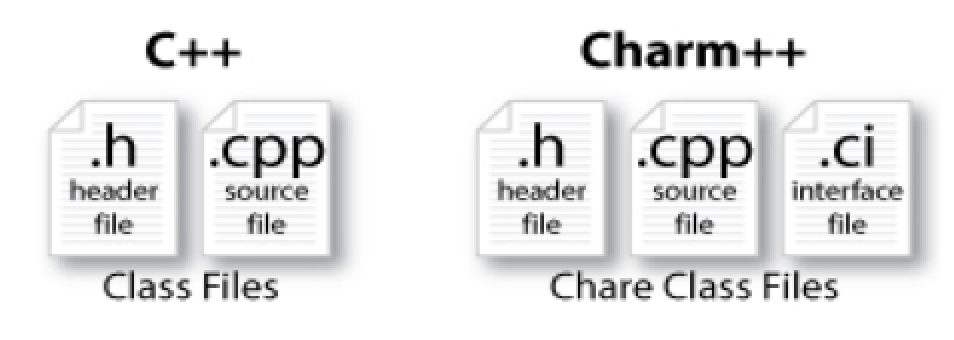 C++
.h
header
file
.cpp
source
file
Class Files
Charm++
.h
header
file
.cpp
source
file
.ci
interface
file
Chare Class Files